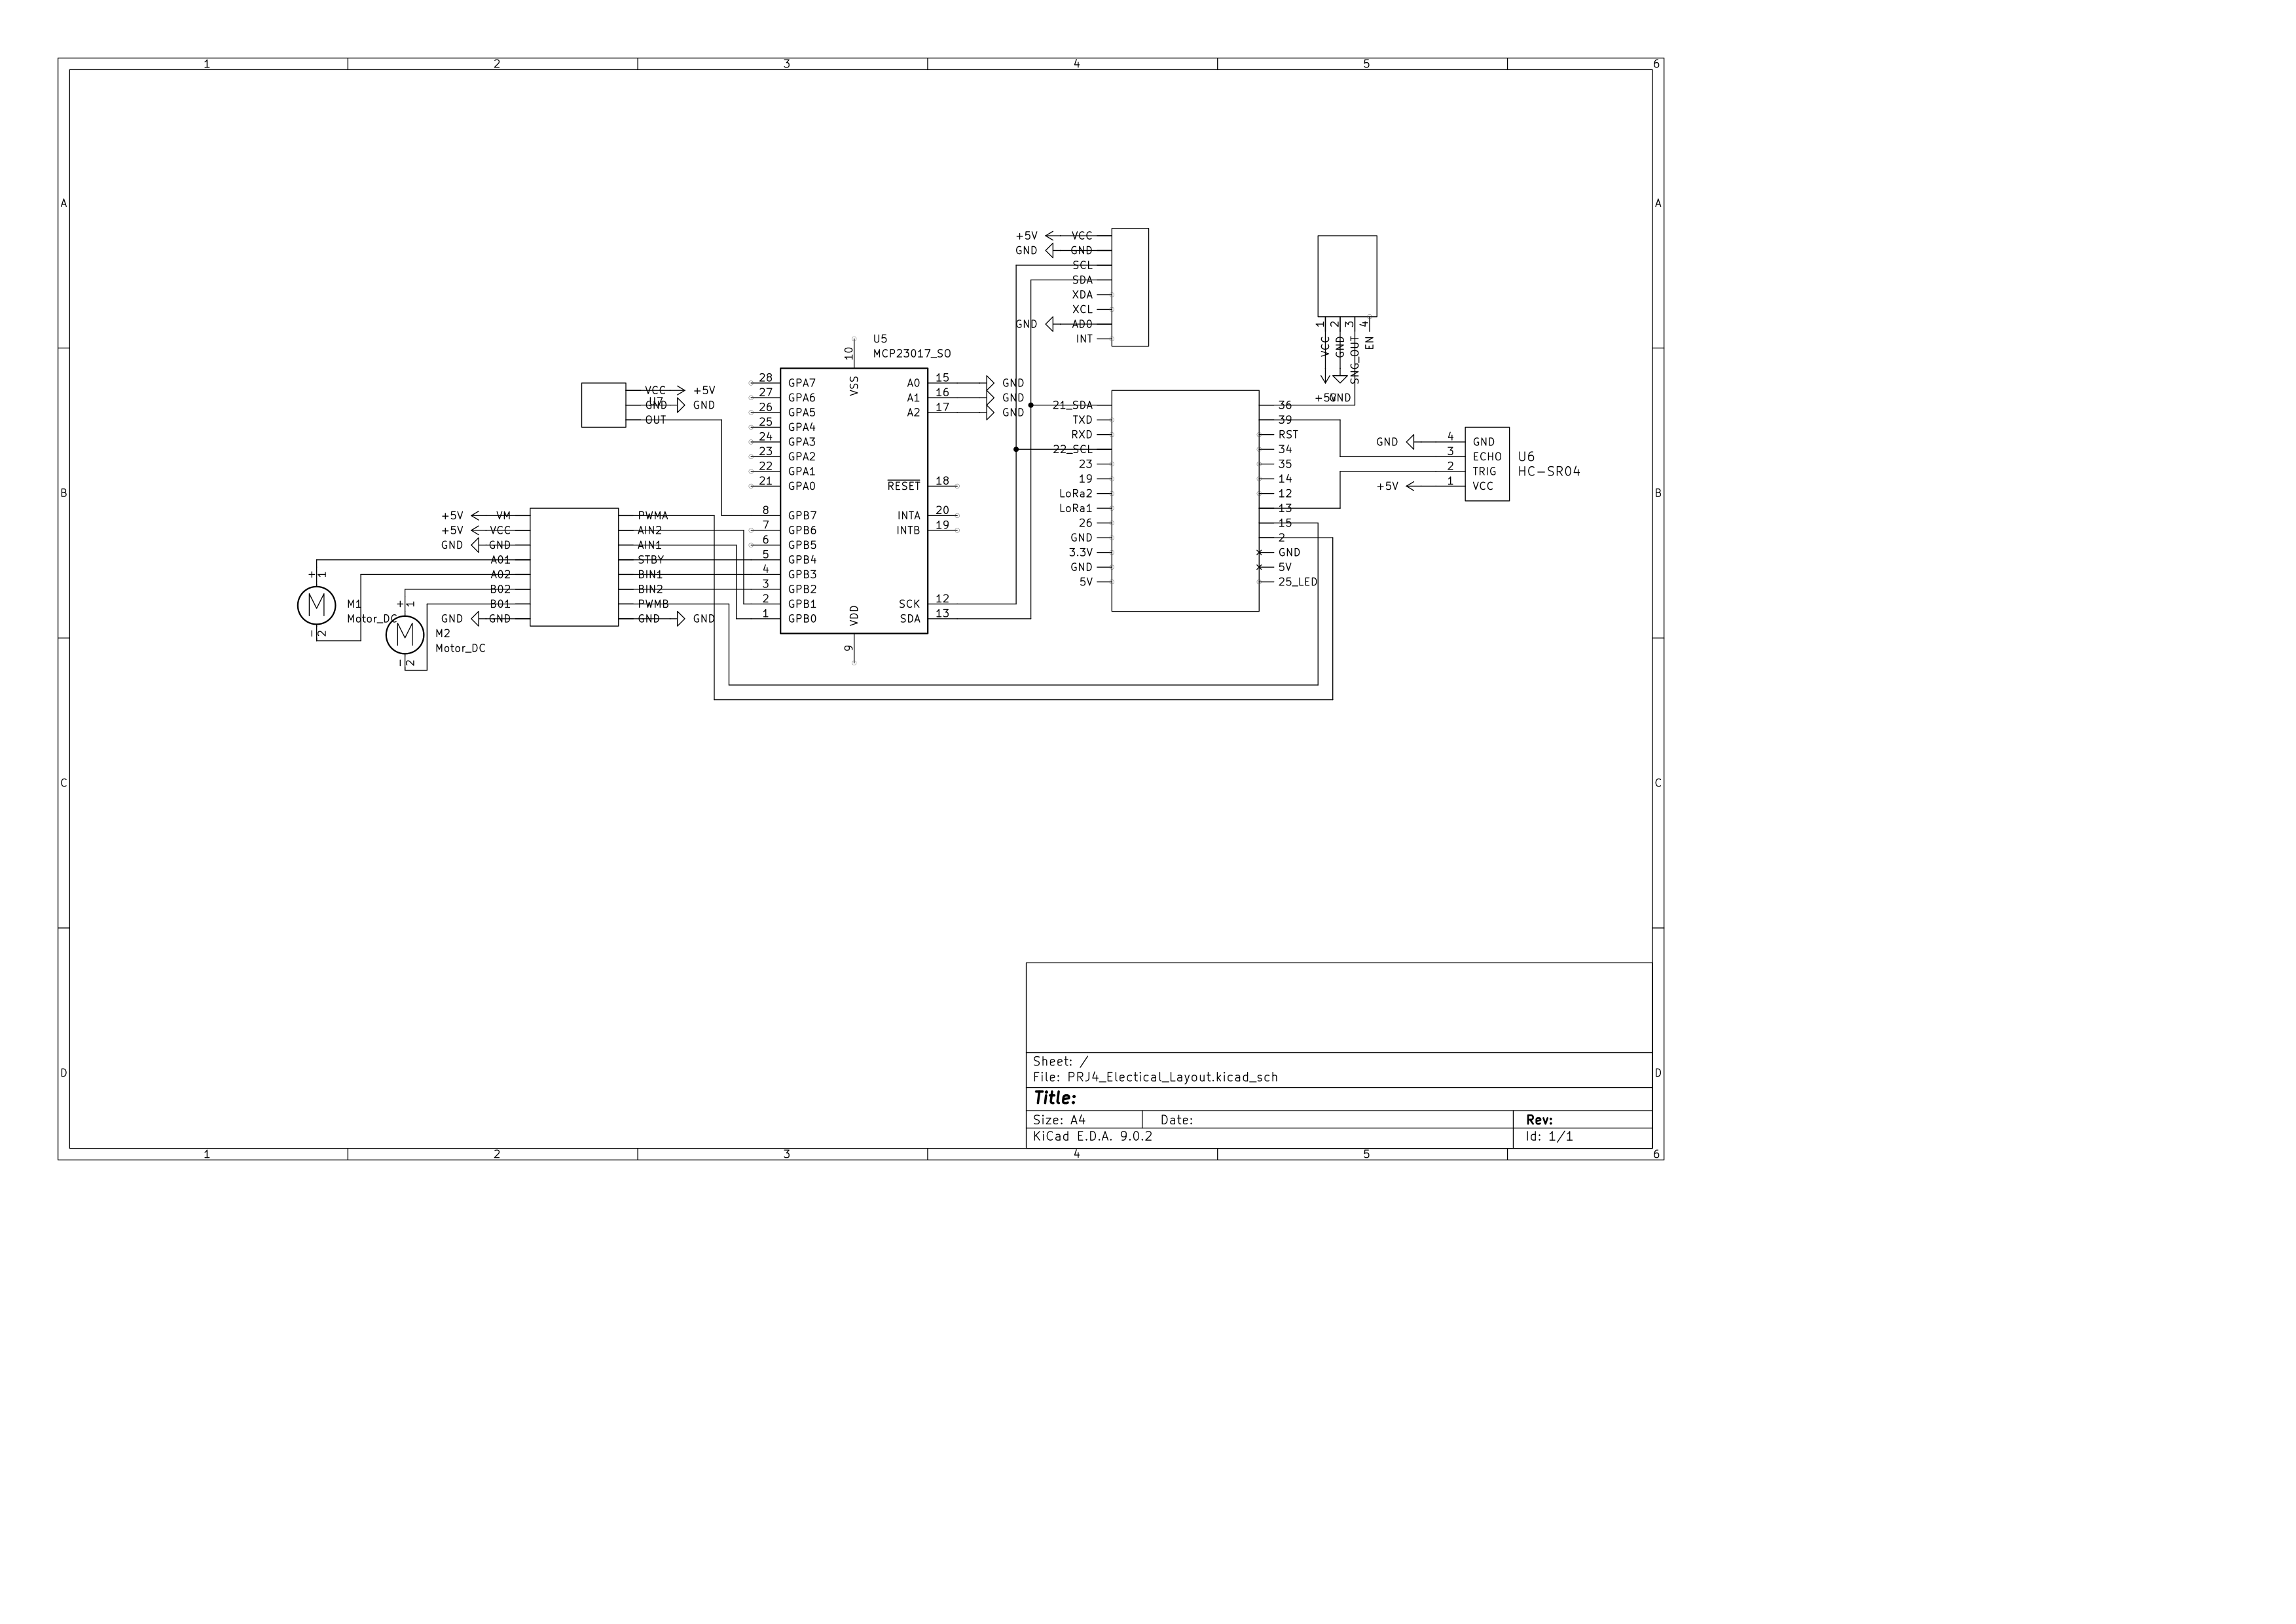 1 2 3 4 5 6
A A
+5V VCC
GND GND
SCL
SDA
XDA
XCL
GND AD0
INT
1 2 3 4
VCC GND SNG_OUT EN
+5V GND
U5
MCP23017_SO
10
VSS
28 GPA7
27 GPA6
26 GPA5
25 GPA4
24 GPA3
23 GPA2
22 GPA1
21 GPA0
8 GPB7
7 GPB6
6 GPB5
5 GPB4
4 GPB3
3 GPB2
2 GPB1
1 GPB0
A0 15 GND
A1 16 GND
A2 17 GND
RESET 18
INTA 20
INTB 19
SCK 12
SDA 13
VDD
9
VCC +5V
U7
GND GND
OUT
21_SDA
TXD
RXD
22_SCL
23
19
LoRa2
LoRa1
26
GND
3.3V
GND
5V
36
39
RST
34
35
14
12
13
15
2
GND
5V
25_LED
GND 4 GND
3 ECHO
2 TRIG
+5V 1 VCC
U6
HC-SR04
B B
+5V VM
+5V VCC
GND GND
A01
A02
B02
B01
GND GND
PWMA
AIN2
AIN1
STBY
BIN1
BIN2
PWMB
GND GND
+ 1
M
M1
Motor_DC
- 2
+ 1
M
M2
Motor_DC
- 2
C C
D D
Sheet: /
File: PRJ4_Electical_Layout.kicad_sch
Title:
Size: A4 Date: Rev:
KiCad E.D.A. 9.0.2 Id: 1/1
1 2 3 4 5 6